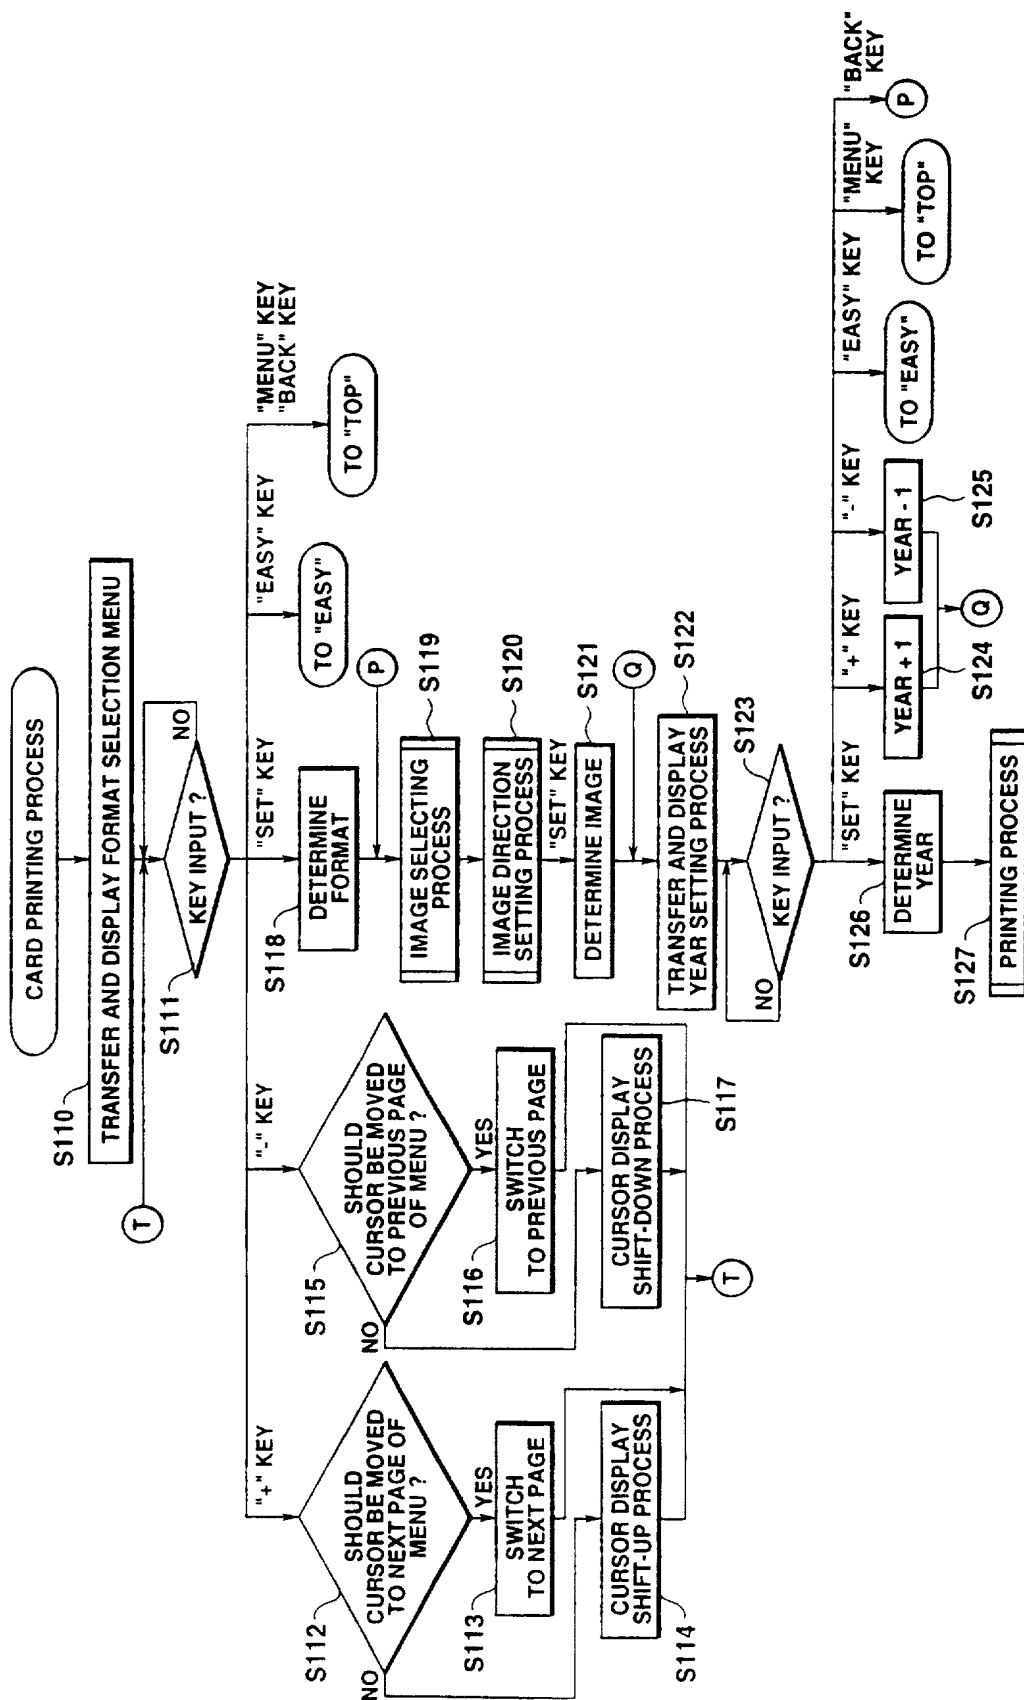 CARD PRINTING PROCESS
S110
TRANSFER AND DISPLAY FORMAT SELECTION MENU
T
S111
KEY INPUT ?
NO
"+" KEY
"-" KEY
"SET" KEY
"EASY" KEY
"MENU" KEY
"BACK" KEY
S112
SHOULD
CURSOR BE MOVED
TO NEXT PAGE OF
MENU ?
NO
YES
S113
SWITCH
TO NEXT PAGE
S114
CURSOR DISPLAY
SHIFT-UP PROCESS
S115
SHOULD
CURSOR BE MOVED
TO PREVIOUS PAGE
OF MENU ?
NO
YES
S116
SWITCH
TO PREVIOUS PAGE
S117
CURSOR DISPLAY
SHIFT-DOWN PROCESS
T
S118
DETERMINE
FORMAT
TO "EASY"
TO "TOP"
P
S119
IMAGE SELECTING
PROCESS
S120
IMAGE DIRECTION
SETTING PROCESS
"SET" KEY
S121
DETERMINE IMAGE
Q
S122
TRANSFER AND DISPLAY
YEAR SETTING PROCESS
S123
KEY INPUT ?
NO
"SET" KEY
"+" KEY
"-" KEY
"EASY" KEY
"MENU"
KEY
"BACK"
KEY
S126
DETERMINE
YEAR
YEAR + 1
S124
YEAR - 1
S125
Q
TO "EASY"
TO "TOP"
P
S127
PRINTING PROCESS